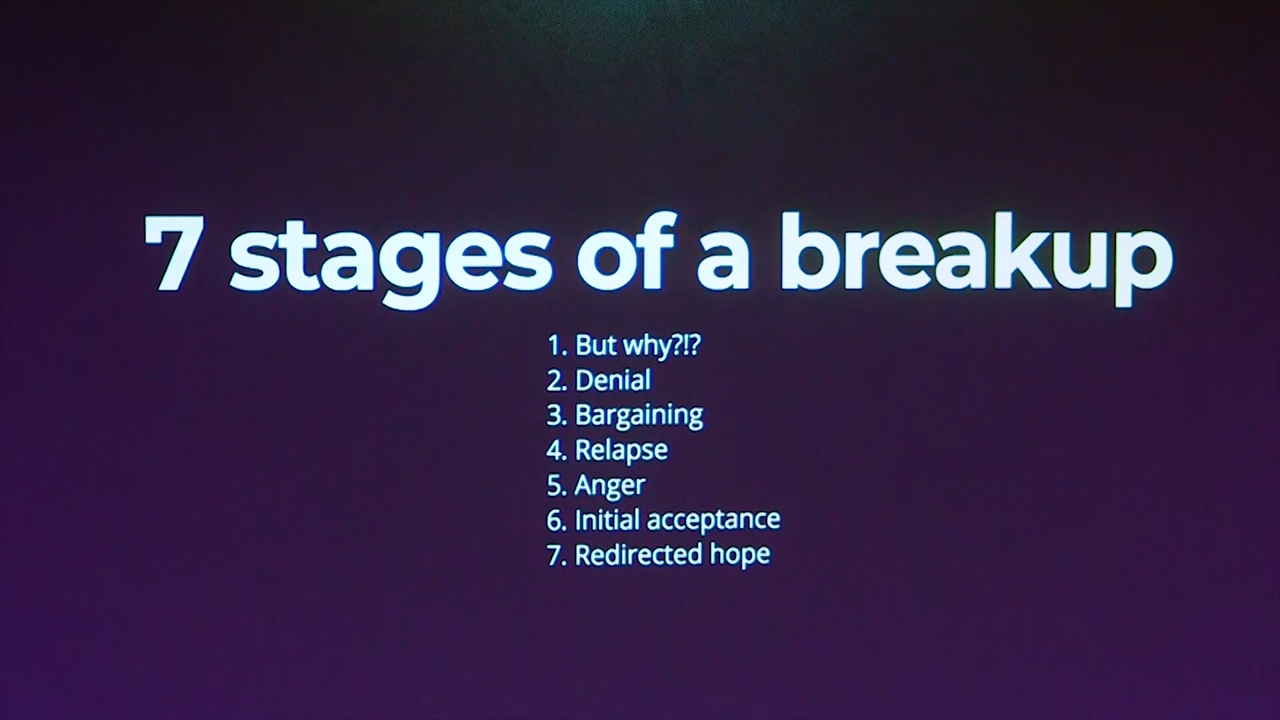 7 stages of a breakup
1. But why?!?
2. Denial
3. Bargaining
4. Relapse
5. Anger
6. Initial acceptance
7. Redirected hope